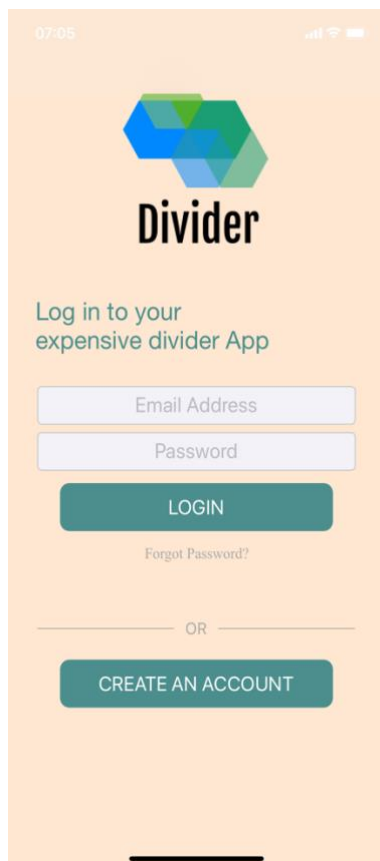 07:05
Divider
Log in to your
expensive divider App
Email Address
Password
LOGIN
Forgot Password?
OR
CREATE AN ACCOUNT